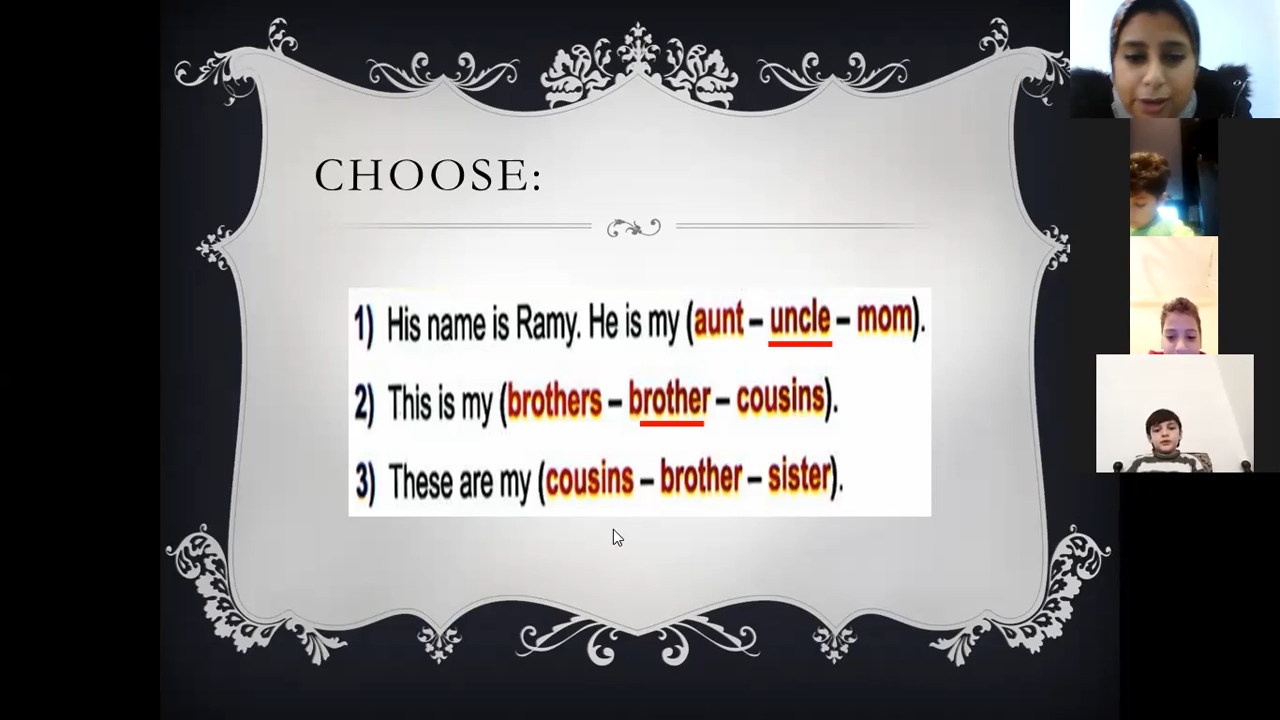 CHOOSE:
1) His name is Ramy. He is my (aunt – uncle – mom).
2) This is my (brothers – brother – cousins).
3) These are my (cousins – brother – sister).